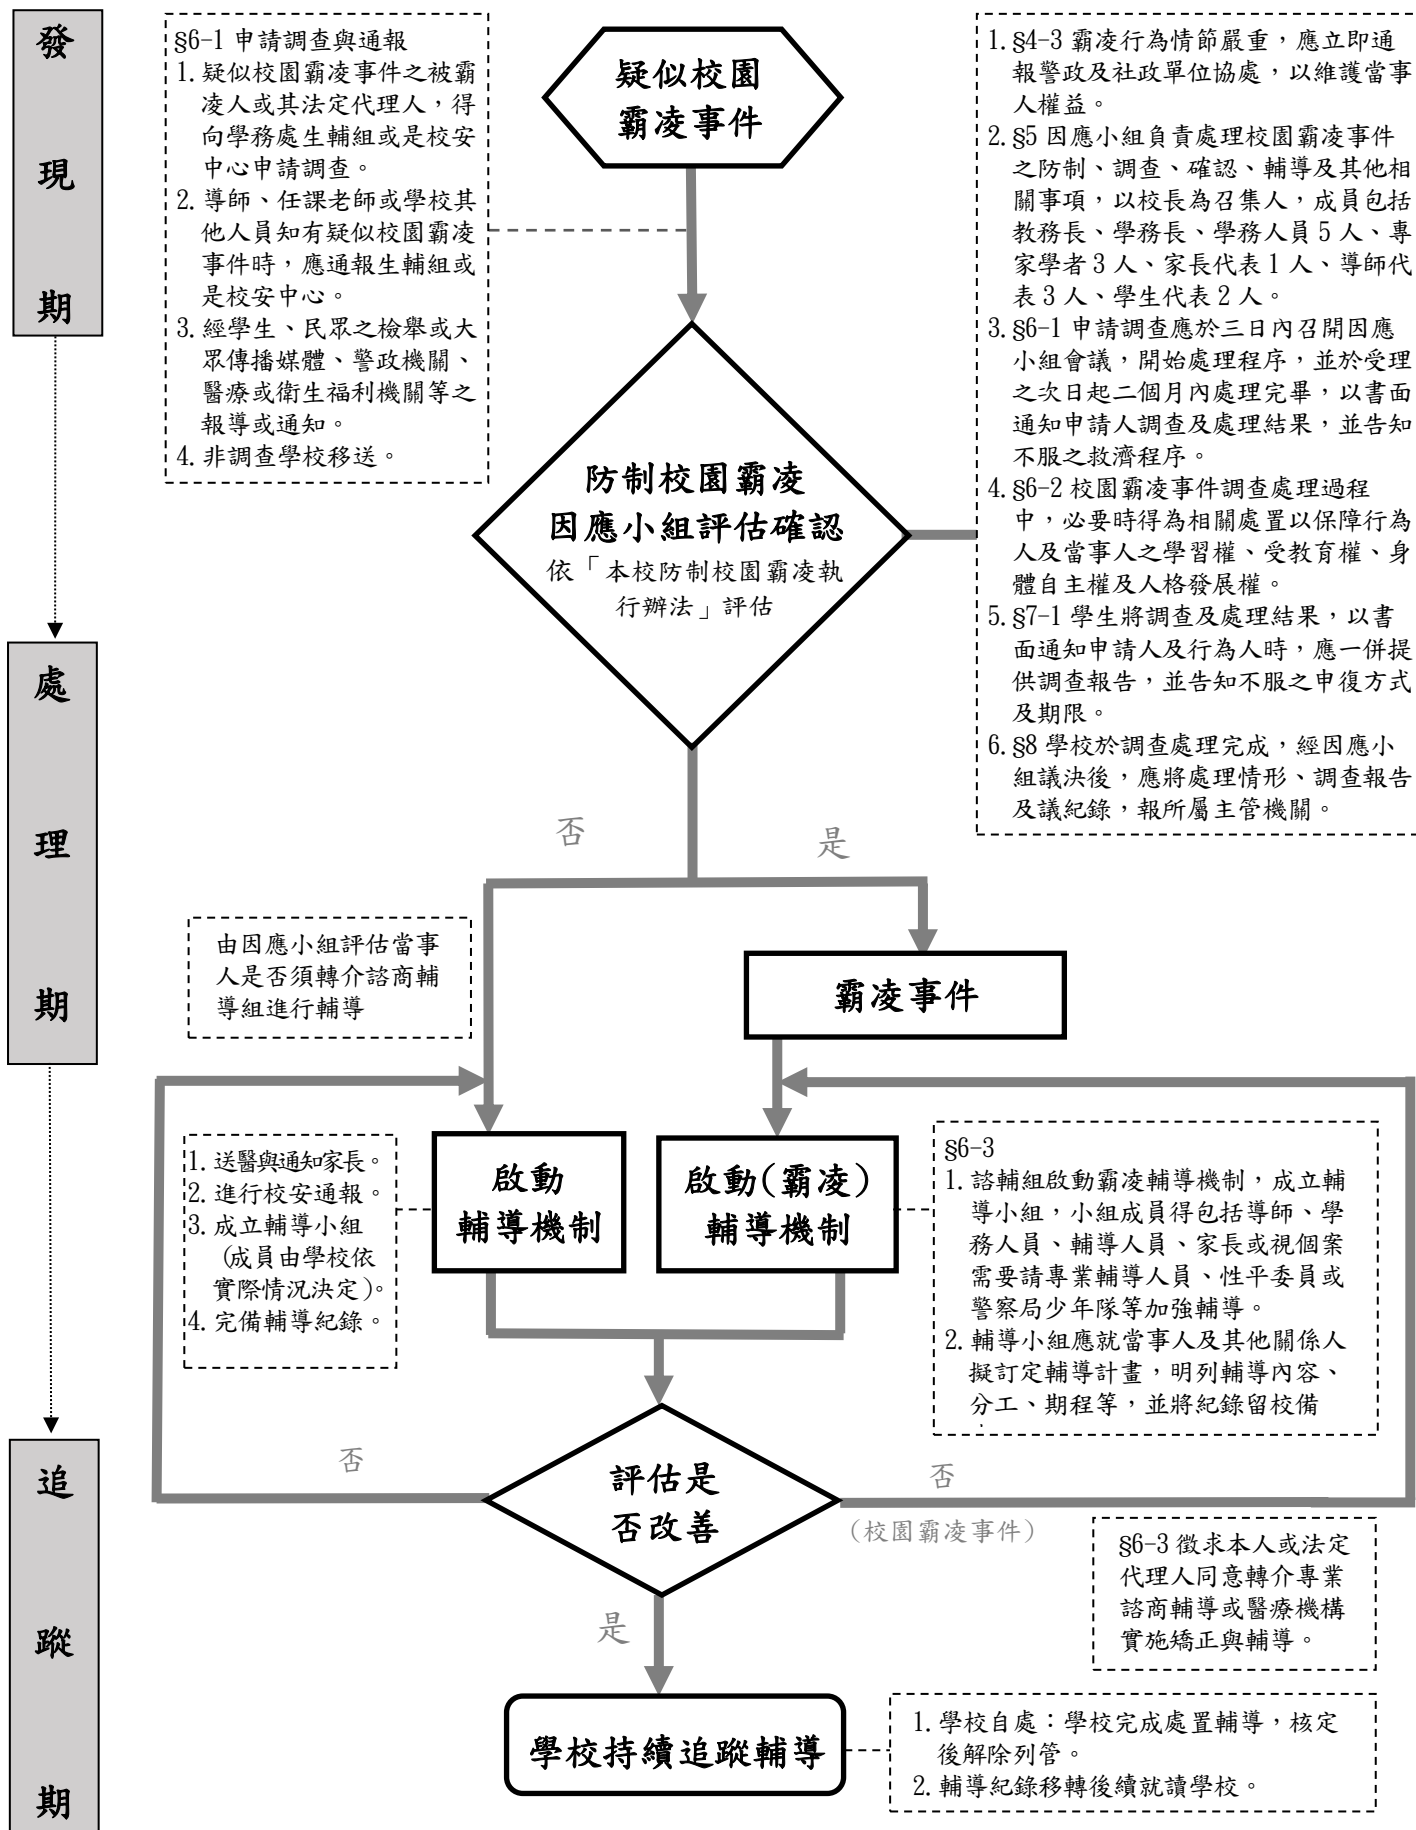 發
現
期
§6-1 申請調查與通報
1. 疑似校園霸凌事件之被霸
凌人或其法定代理人，得
向學務處生輔組或是校安
中心申請調查。
2. 導師、任課老師或學校其
他人員知有疑似校園霸凌
事件時，應通報生輔組或
是校安中心。
3. 經學生、民眾之檢舉或大
眾傳播媒體、警政機關、
醫療或衛生福利機關等之
報導或通知。
4. 非調查學校移送。
疑似校園
霸凌事件
1. §4-3 霸凌行為情節嚴重，應立即通
報警政及社政單位協處，以維護當事
人權益。
2. §5 因應小組負責處理校園霸凌事件
之防制、調查、確認、輔導及其他相
關事項，以校長為召集人，成員包括
教務長、學務長、學務人員 5 人、專
家學者 3 人、家長代表 1 人、導師代
表 3 人、學生代表 2 人。
3. §6-1 申請調查應於三日內召開因應
小組會議，開始處理程序，並於受理
之次日起二個月內處理完畢，以書面
通知申請人調查及處理結果，並告知
不服之救濟程序。
4. §6-2 校園霸凌事件調查處理過程
中，必要時得為相關處置以保障行為
人及當事人之學習權、受教育權、身
體自主權及人格發展權。
5. §7-1 學生將調查及處理結果，以書
面通知申請人及行為人時，應一併提
供調查報告，並告知不服之申復方式
及期限。
6. §8 學校於調查處理完成，經因應小
組議決後，應將處理情形、調查報告
及議紀錄，報所屬主管機關。
防制校園霸凌
因應小組評估確認
依「本校防制校園霸凌執
行辦法」評估
處
理
期
否
是
由因應小組評估當事
人是否須轉介諮商輔
導組進行輔導
霸凌事件
1. 送醫與通知家長。
2. 進行校安通報。
3. 成立輔導小組
(成員由學校依
實際情況決定)。
4. 完備輔導紀錄。
啟動
輔導機制
啟動(霸凌)
輔導機制
§6-3
1. 諮輔組啟動霸凌輔導機制，成立輔
導小組，小組成員得包括導師、學
務人員、輔導人員、家長或視個案
需要請專業輔導人員、性平委員或
警察局少年隊等加強輔導。
2. 輔導小組應就當事人及其他關係人
擬訂定輔導計畫，明列輔導內容、
分工、期程等，並將紀錄留校備
追
蹤
期
否
評估是
否改善
否
(校園霸凌事件)
§6-3 徵求本人或法定
代理人同意轉介專業
諮商輔導或醫療機構
實施矯正與輔導。
是
學校持續追蹤輔導
1. 學校自處：學校完成處置輔導，核定
後解除列管。
2. 輔導紀錄移轉後續就讀學校。